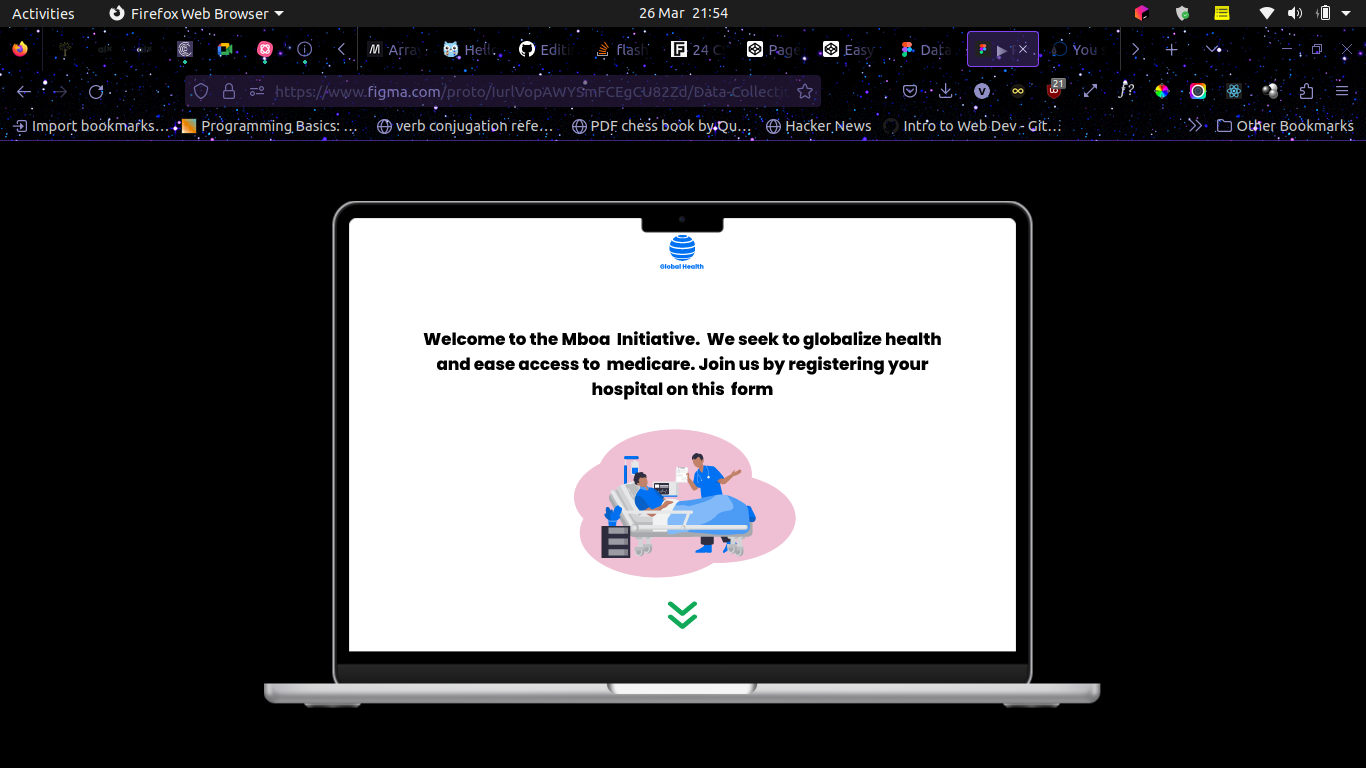 Activities Firefox Web Browser 26 Mar 21:54
Arra Hell. Editi flash 24 C Page Easy Data You
https://www.figma.com/proto/IurlVopAWYSmFCEgCU82Zd/Data-Collecti
21
Import bookmarks… Programming Basics: … verb conjugation refe… PDF chess book by Qu… Hacker News Intro to Web Dev - Git… Other Bookmarks
Global Health
Welcome to the Mboa Initiative. We seek to globalize health
and ease access to medicare. Join us by registering your
hospital on this form